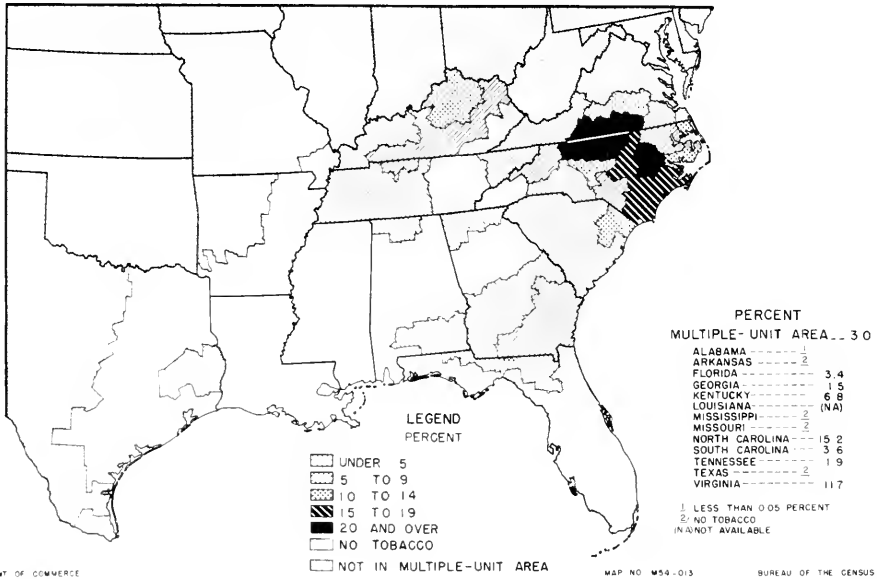 PERCENT
MULTIPLE-UNIT AREA__ 3 0
ALABAMA -------- 1
ARKANSAS ------- 2
FLORIDA -------- 3.4
GEORGIA -------- 1 5
KENTUCKY ------- 6 8
LOUISIANA ------ (NA)
MISSISSIPPI ---- 2
MISSOURI ------- 2
NORTH CAROLINA --- 15 2
SOUTH CAROLINA --- 3 6
TENNESSEE ------ 1 9
TEXAS ---------- 2
VIRGINIA ------- 11 7
1 LESS THAN 0 05 PERCENT
2 NO TOBACCO
(NA) NOT AVAILABLE
LEGEND
PERCENT
UNDER 5
5 TO 9
10 TO 14
15 TO 19
20 AND OVER
NO TOBACCO
NOT IN MULTIPLE-UNIT AREA
NT OF COMMERCE
MAP NO M54-013
BUREAU OF THE CENSUS